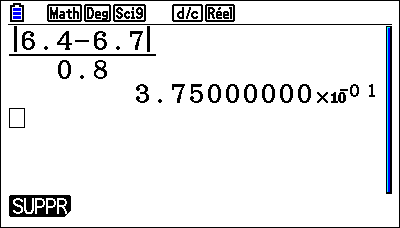 Math Deg Sci9 d/c Réel
|6.4−6.7|
0.8
3.75000000×10⁻⁰¹
SUPPR